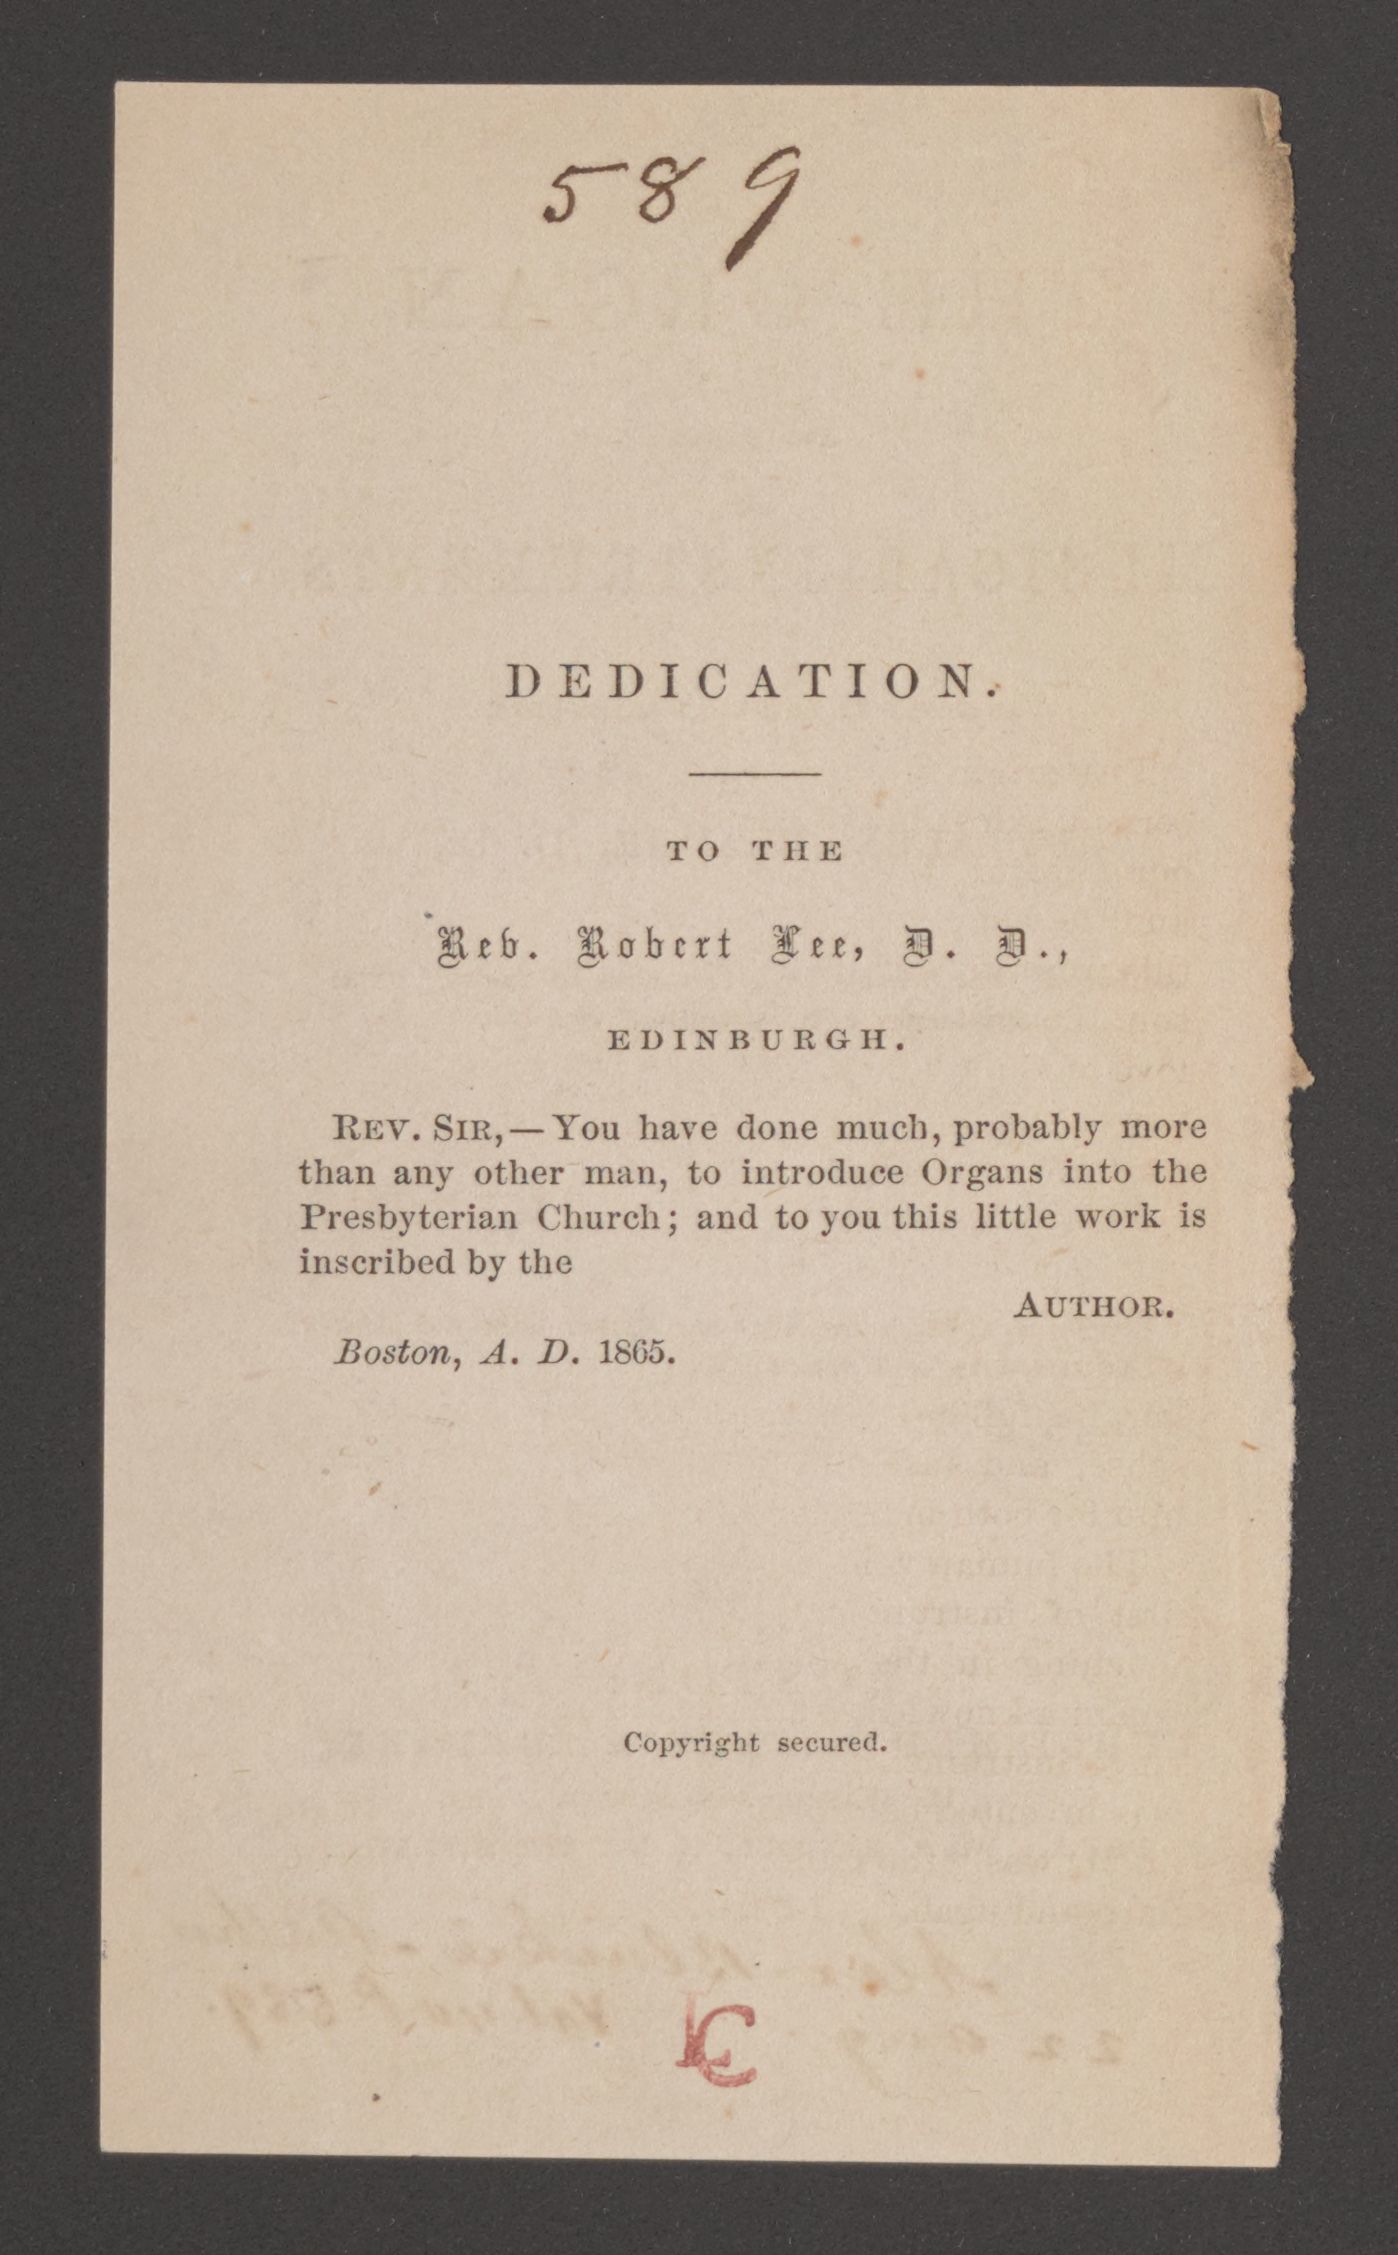 589
DEDICATION.
TO THE
Rev. Robert Lee, D. D.,
EDINBURGH.
REV. SIR,—You have done much, probably more
than any other man, to introduce Organs into the
Presbyterian Church; and to you this little work is
inscribed by the
AUTHOR.
Boston, A. D. 1865.
Copyright secured.
LC